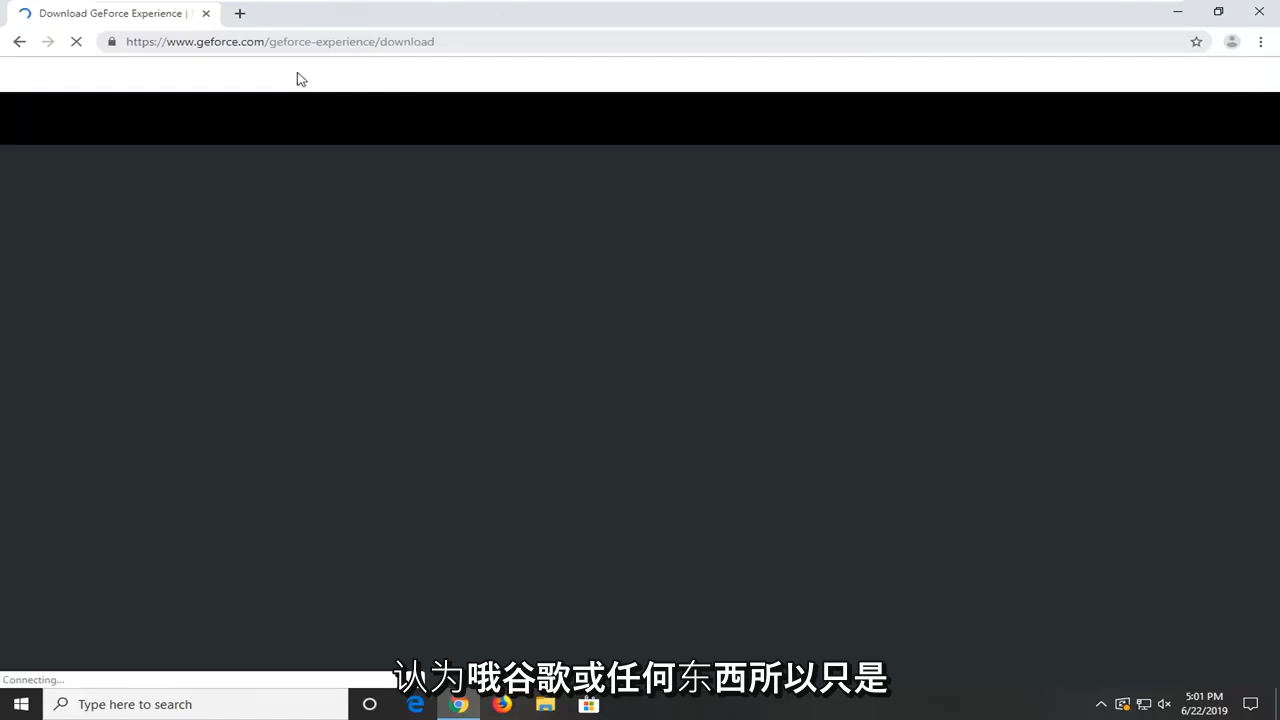 Download GeForce Experience |
https://www.geforce.com/geforce-experience/download
Connecting...
认为哦谷歌或任何东西所以只是
Type here to search
5:01 PM
6/22/2019